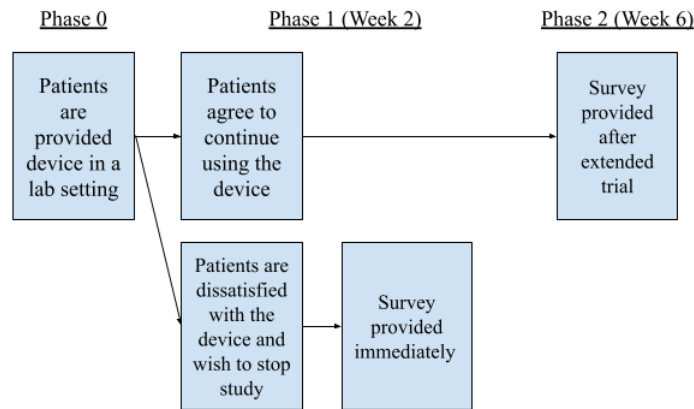 Phase 0
Phase 1 (Week 2)
Phase 2 (Week 6)
Patients
are
provided
device in a
lab setting
Patients
agree to
continue
using the
device
Survey
provided
after
extended
trial
Patients are
dissatisfied
with the
device and
wish to stop
study
Survey
provided
immediately